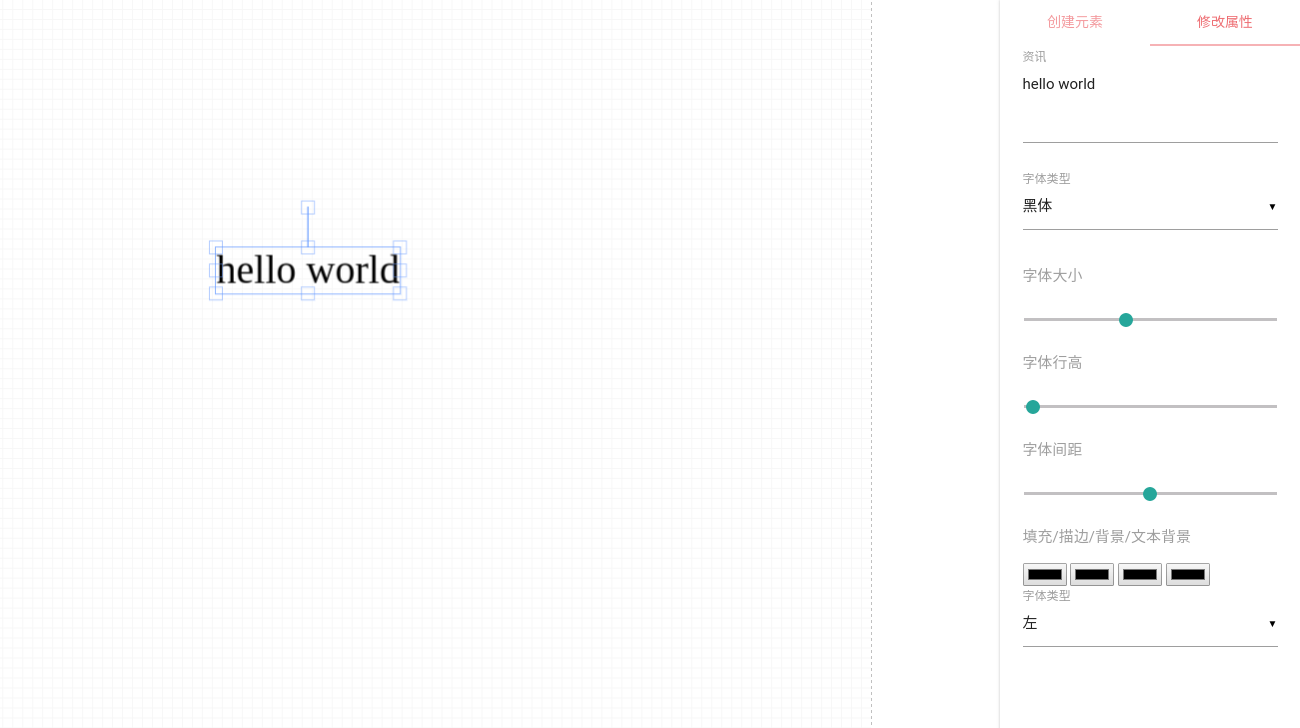 创建元素 修改属性
资讯
hello world
hello world
字体类型
黑体
字体大小
字体行高
字体间距
填充/描边/背景/文本背景
字体类型
左